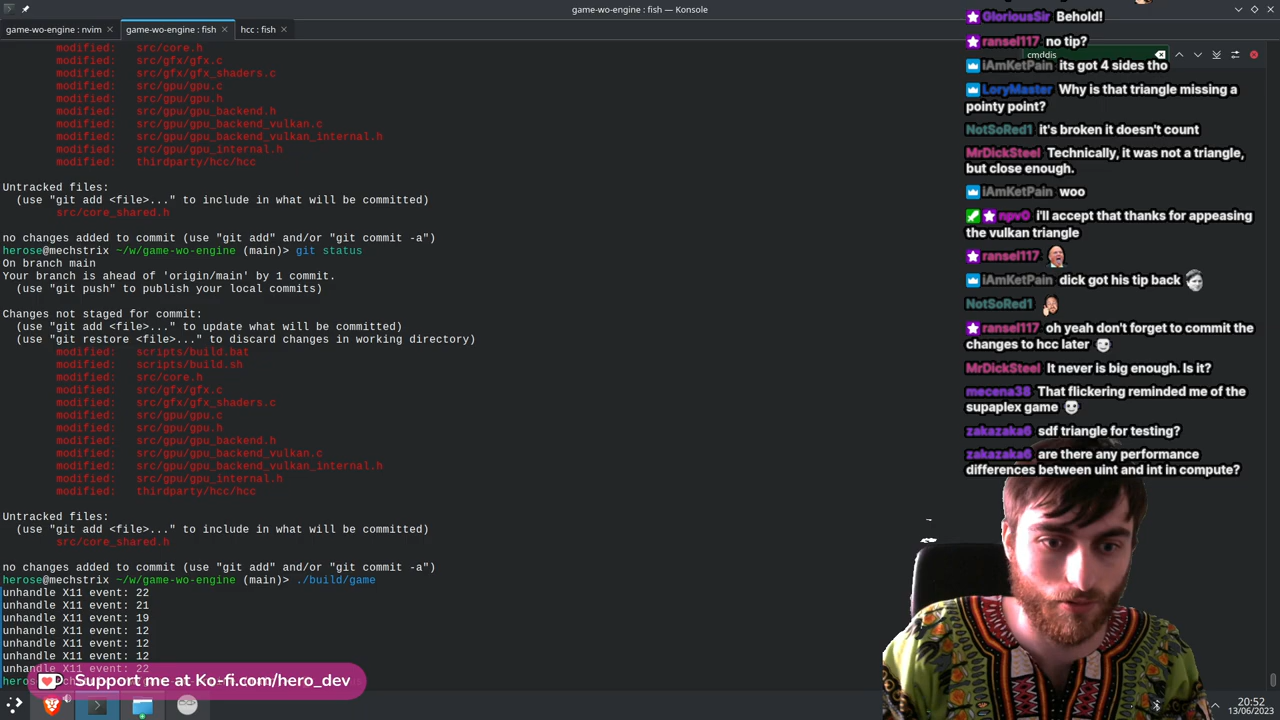 game-wo-engine : fish — Konsole
game-wo-engine : nvim
game-wo-engine : fish
hcc : fish
modified: src/core.h
modified: src/gfx/gfx.c
modified: src/gfx/gfx_shaders.c
modified: src/gpu/gpu.c
modified: src/gpu/gpu.h
modified: src/gpu/gpu_backend.h
modified: src/gpu/gpu_backend_vulkan.c
modified: src/gpu/gpu_backend_vulkan_internal.h
modified: src/gpu/gpu_internal.h
modified: thirdparty/hcc/hcc
Untracked files:
(use "git add <file>..." to include in what will be committed)
src/core_shared.h
no changes added to commit (use "git add" and/or "git commit -a")
herose@mechstrix ~/w/game-wo-engine (main)> git status
On branch main
Your branch is ahead of 'origin/main' by 1 commit.
(use "git push" to publish your local commits)
Changes not staged for commit:
(use "git add <file>..." to update what will be committed)
(use "git restore <file>..." to discard changes in working directory)
modified: scripts/build.bat
modified: scripts/build.sh
modified: src/core.h
modified: src/gfx/gfx.c
modified: src/gfx/gfx_shaders.c
modified: src/gpu/gpu.c
modified: src/gpu/gpu.h
modified: src/gpu/gpu_backend.h
modified: src/gpu/gpu_backend_vulkan.c
modified: src/gpu/gpu_backend_vulkan_internal.h
modified: src/gpu/gpu_internal.h
modified: thirdparty/hcc/hcc
Untracked files:
(use "git add <file>..." to include in what will be committed)
src/core_shared.h
no changes added to commit (use "git add" and/or "git commit -a")
herose@mechstrix ~/w/game-wo-engine (main)> ./build/game
unhandle X11 event: 22
unhandle X11 event: 21
unhandle X11 event: 19
unhandle X11 event: 12
unhandle X11 event: 12
unhandle X11 event: 12
unhandle X11 event: 22
heros
Support me at Ko-fi.com/hero_dev
cmddis
GloriousSir Behold!
ransel117 no tip?
iAmKetPain its got 4 sides tho
LoryMaster Why is that triangle missing a
pointy point?
NotSoRed1 it's broken it doesn't count
MrDickSteel Technically, it was not a triangle,
but close enough.
iAmKetPain woo
npv0 i'll accept that thanks for appeasing
the vulkan triangle
ransel117
iAmKetPain dick got his tip back
NotSoRed1
ransel117 oh yeah don't forget to commit the
changes to hcc later
MrDickSteel It never is big enough. Is it?
mecena38 That flickering reminded me of the
supaplex game
zakazaka6 sdf triangle for testing?
zakazaka6 are there any performance
differences between uint and int in compute?
20:52
13/06/2023